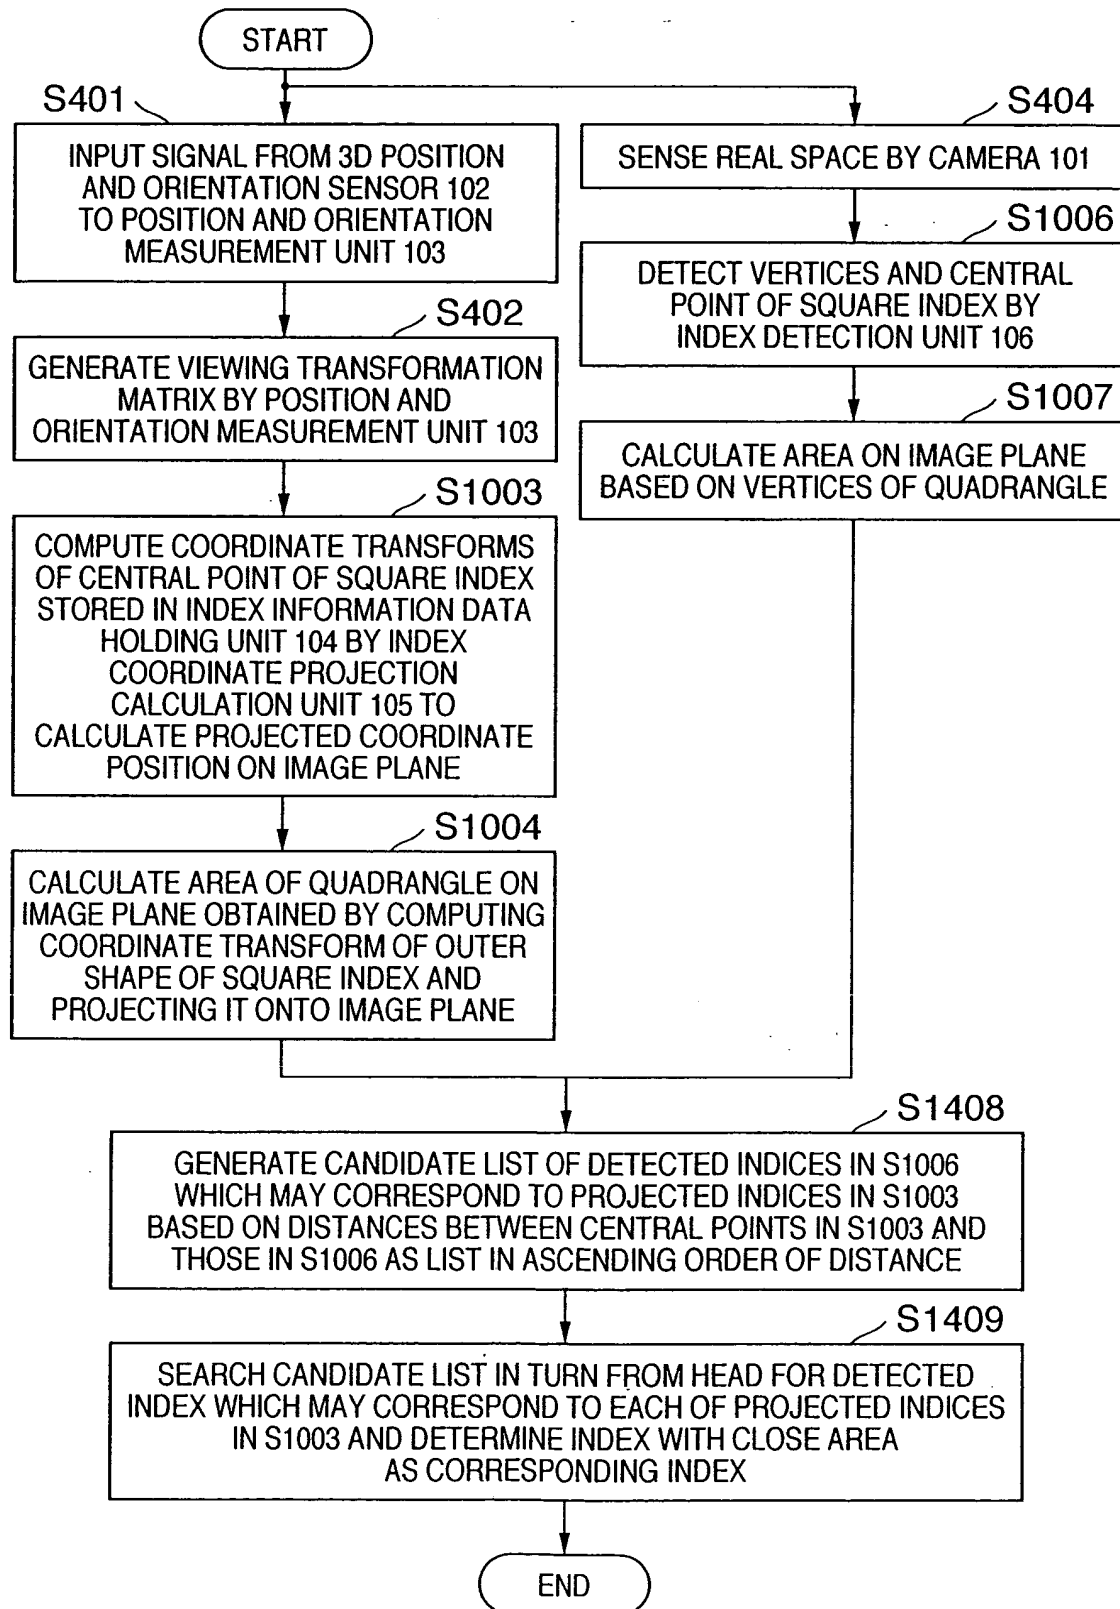 START
S401
INPUT SIGNAL FROM 3D POSITION
AND ORIENTATION SENSOR 102
TO POSITION AND ORIENTATION
MEASUREMENT UNIT 103
S402
GENERATE VIEWING TRANSFORMATION
MATRIX BY POSITION AND
ORIENTATION MEASUREMENT UNIT 103
S1003
COMPUTE COORDINATE TRANSFORMS
OF CENTRAL POINT OF SQUARE INDEX
STORED IN INDEX INFORMATION DATA
HOLDING UNIT 104 BY INDEX
COORDINATE PROJECTION
CALCULATION UNIT 105 TO
CALCULATE PROJECTED COORDINATE
POSITION ON IMAGE PLANE
S1004
CALCULATE AREA OF QUADRANGLE ON
IMAGE PLANE OBTAINED BY COMPUTING
COORDINATE TRANSFORM OF OUTER
SHAPE OF SQUARE INDEX AND
PROJECTING IT ONTO IMAGE PLANE
S404
SENSE REAL SPACE BY CAMERA 101
S1006
DETECT VERTICES AND CENTRAL
POINT OF SQUARE INDEX BY
INDEX DETECTION UNIT 106
S1007
CALCULATE AREA ON IMAGE PLANE
BASED ON VERTICES OF QUADRANGLE
S1408
GENERATE CANDIDATE LIST OF DETECTED INDICES IN S1006
WHICH MAY CORRESPOND TO PROJECTED INDICES IN S1003
BASED ON DISTANCES BETWEEN CENTRAL POINTS IN S1003 AND
THOSE IN S1006 AS LIST IN ASCENDING ORDER OF DISTANCE
S1409
SEARCH CANDIDATE LIST IN TURN FROM HEAD FOR DETECTED
INDEX WHICH MAY CORRESPOND TO EACH OF PROJECTED INDICES
IN S1003 AND DETERMINE INDEX WITH CLOSE AREA
AS CORRESPONDING INDEX
END